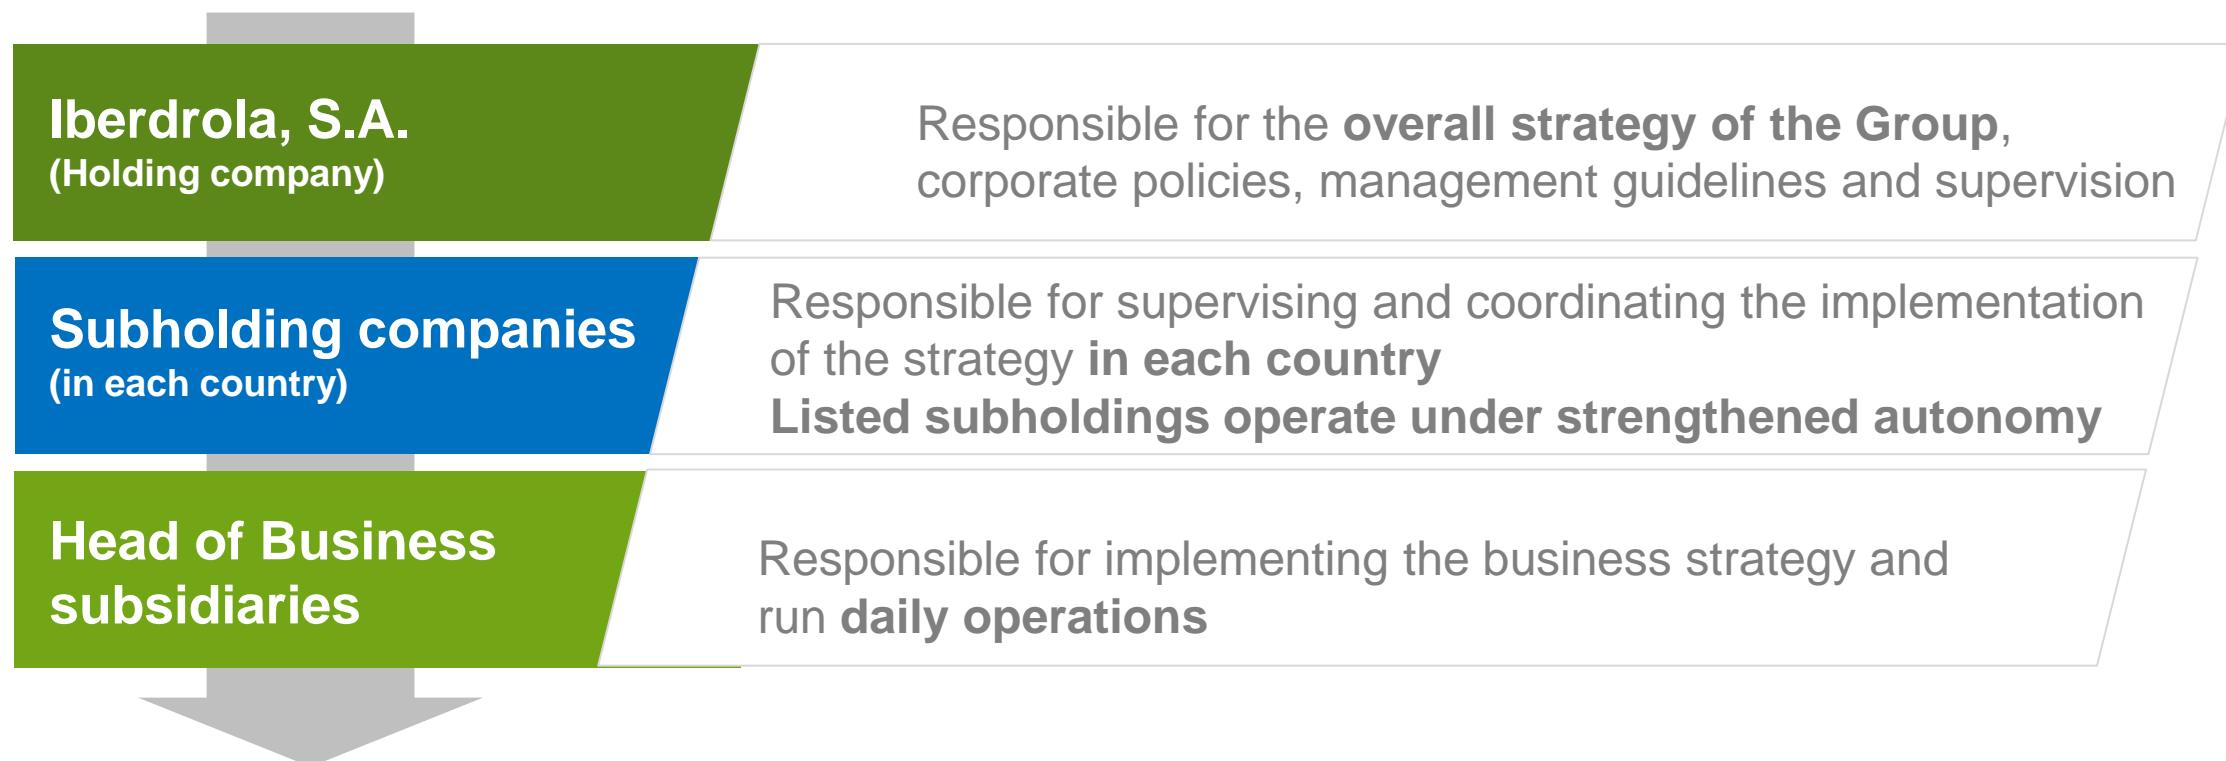 Iberdrola, S.A.
(Holding company)
Responsible for the overall strategy of the Group,
corporate policies, management guidelines and supervision
Subholding companies
(in each country)
Responsible for supervising and coordinating the implementation
of the strategy in each country
Listed subholdings operate under strengthened autonomy
Head of Business
subsidiaries
Responsible for implementing the business strategy and
run daily operations